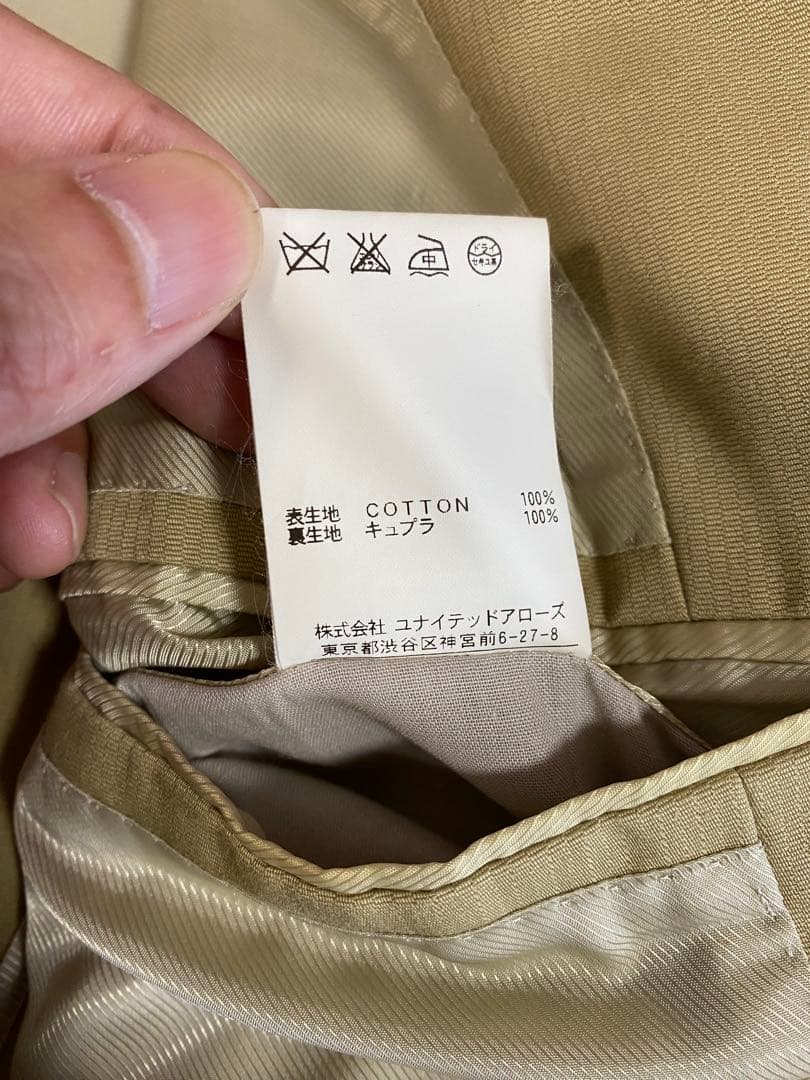 中
ドライ
セキユ系
表生地 COTTON 100%
裏生地 キュプラ 100%
株式会社 ユナイテッドアローズ
東京都渋谷区神宮前6-27-8